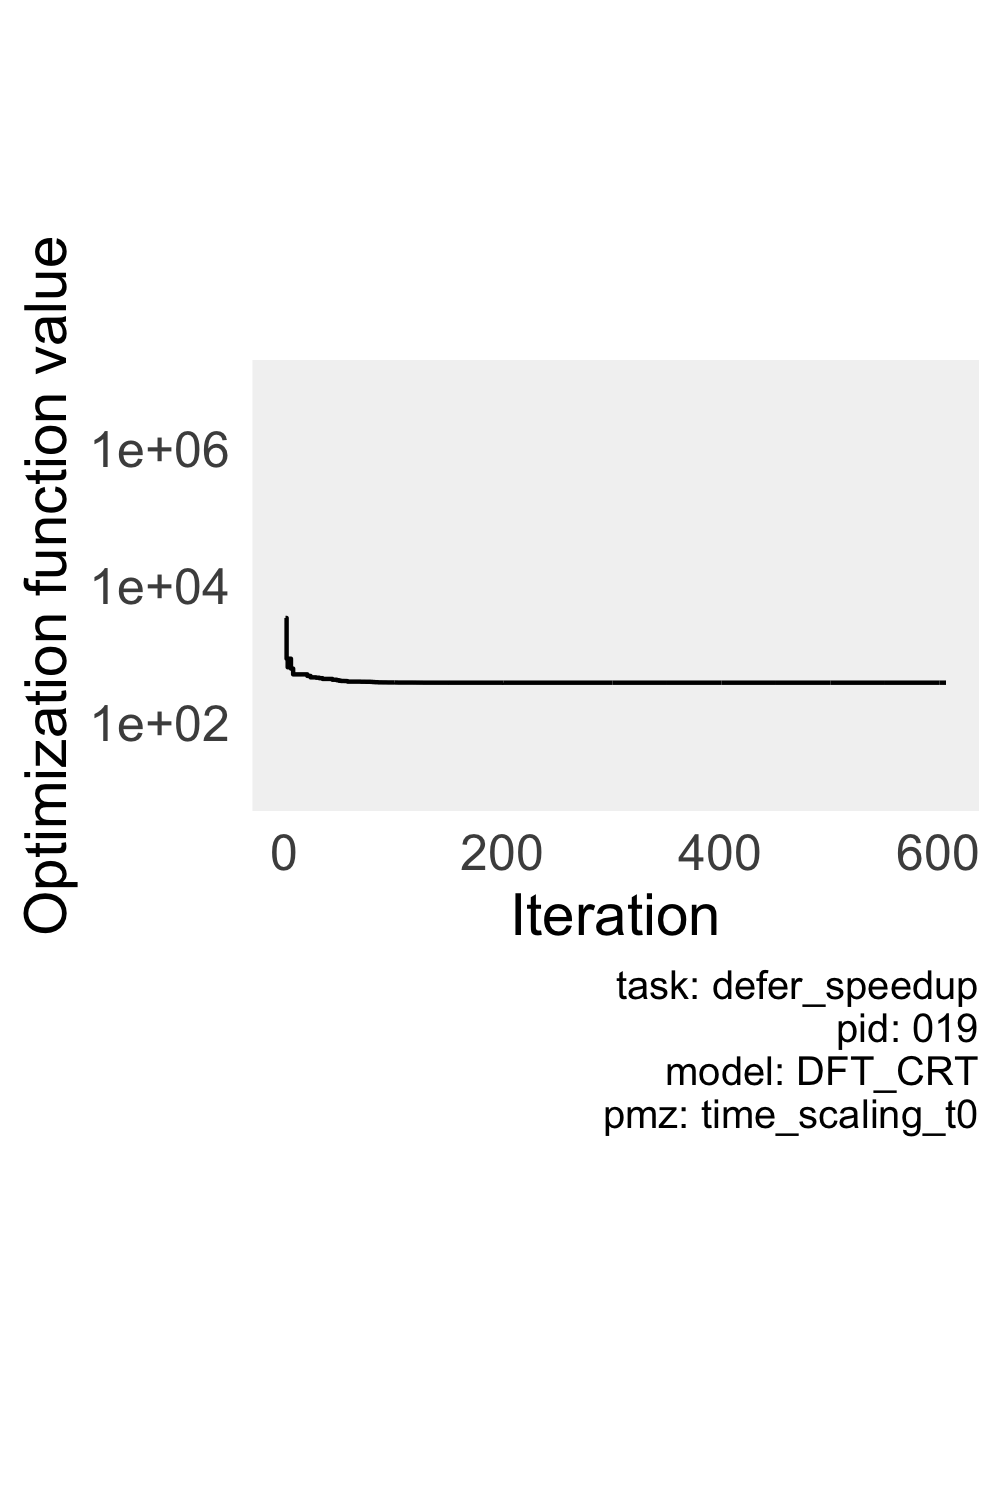 Optimization function value
1e+06
1e+04
1e+02
0 200 400 600
Iteration
task: defer_speedup
pid: 019
model: DFT_CRT
pmz: time_scaling_t0